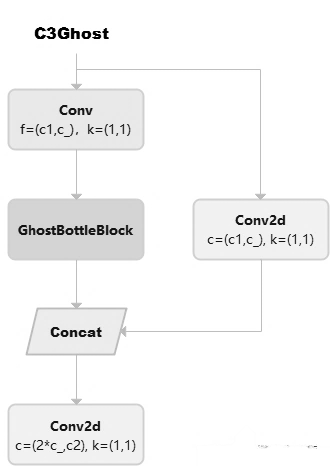 C3Ghost
Conv
f=(c1,c_), k=(1,1)
GhostBottleBlock
Conv2d
c=(c1,c_), k=(1,1)
Concat
Conv2d
c=(2*c_,c2), k=(1,1)